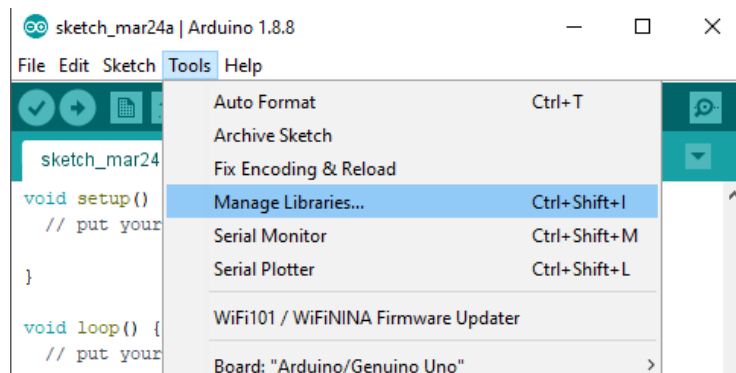 sketch_mar24a | Arduino 1.8.8
File Edit Sketch Tools Help
Auto Format Ctrl+T
Archive Sketch
sketch_mar24
Fix Encoding & Reload
void setup()
Manage Libraries... Ctrl+Shift+I
// put your
Serial Monitor Ctrl+Shift+M
Serial Plotter Ctrl+Shift+L
}
WiFi101 / WiFiNINA Firmware Updater
void loop() {
// put your
Board: "Arduino/Genuino Uno"